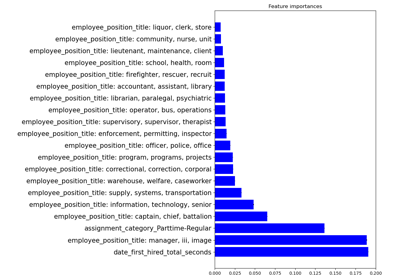 Feature importances
employee_position_title: liquor, clerk, store
employee_position_title: community, nurse, unit
employee_position_title: lieutenant, maintenance, client
employee_position_title: school, health, room
employee_position_title: firefighter, rescuer, recruit
employee_position_title: accountant, assistant, library
employee_position_title: librarian, paralegal, psychiatric
employee_position_title: operator, bus, operations
employee_position_title: supervisory, supervisor, therapist
employee_position_title: enforcement, permitting, inspector
employee_position_title: officer, police, office
employee_position_title: program, programs, projects
employee_position_title: correctional, correction, corporal
employee_position_title: warehouse, welfare, caseworker
employee_position_title: supply, systems, transportation
employee_position_title: information, technology, senior
employee_position_title: captain, chief, battalion
assignment_category_Parttime-Regular
employee_position_title: manager, iii, image
date_first_hired_total_seconds
0.000 0.025 0.050 0.075 0.100 0.125 0.150 0.175 0.200